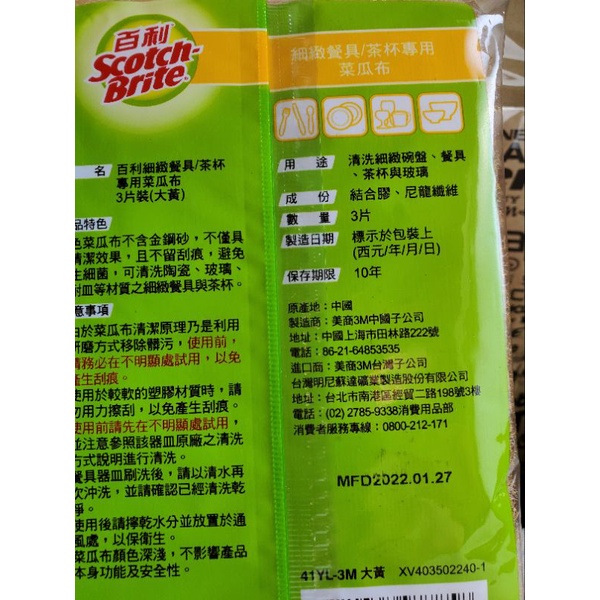 百利
Scotch-
Brite
細緻餐具/茶杯專用
菜瓜布
名 百利細緻餐具/茶杯
專用菜瓜布
3片裝(大黃)
品特色
色菜瓜布不含金鋼砂，不僅具
清潔效果，且不留刮痕，避免
生細菌，可清洗陶瓷、玻璃、
耐皿等材質之細緻餐具與茶杯。
意事項
由於菜瓜布清潔原理乃是利用
研磨方式移除髒污，使用前，
請務必在不明顯處試用，以免
產生刮痕。
使用於較軟的塑膠材質時，請
勿用力擦刮，以免產生刮痕。
使用前請先在不明顯處試用，
並注意參照該器皿原廠之清洗
方式說明進行清洗。
餐具器皿刷洗後，請以清水再
次沖洗，並請確認已經清洗乾
淨。
使用後請擰乾水分並放置於通
風處，以保衛生。
菜瓜布顏色深淺，不影響產品
本身功能及安全性。
用途 清洗細緻碗盤、餐具
、茶杯與玻璃
成份 結合膠、尼龍纖維
數量 3片
製造日期 標示於包裝上
(西元/年/月/日)
保存期限 10年
原產地：中國
製造商：美商3M中國子公司
地址：中國上海市田林路222號
電話：86-21-64853535
進口商：美商3M台灣子公司
台灣明尼蘇達礦業製造股份有限公司
地址：台北市南港區經貿二路198號3樓
電話：(02) 2785-9338消費用品部
消費者服務專線：0800-212-171
MFD2022.01.27
41YL-3M 大黃 XV403502240-1